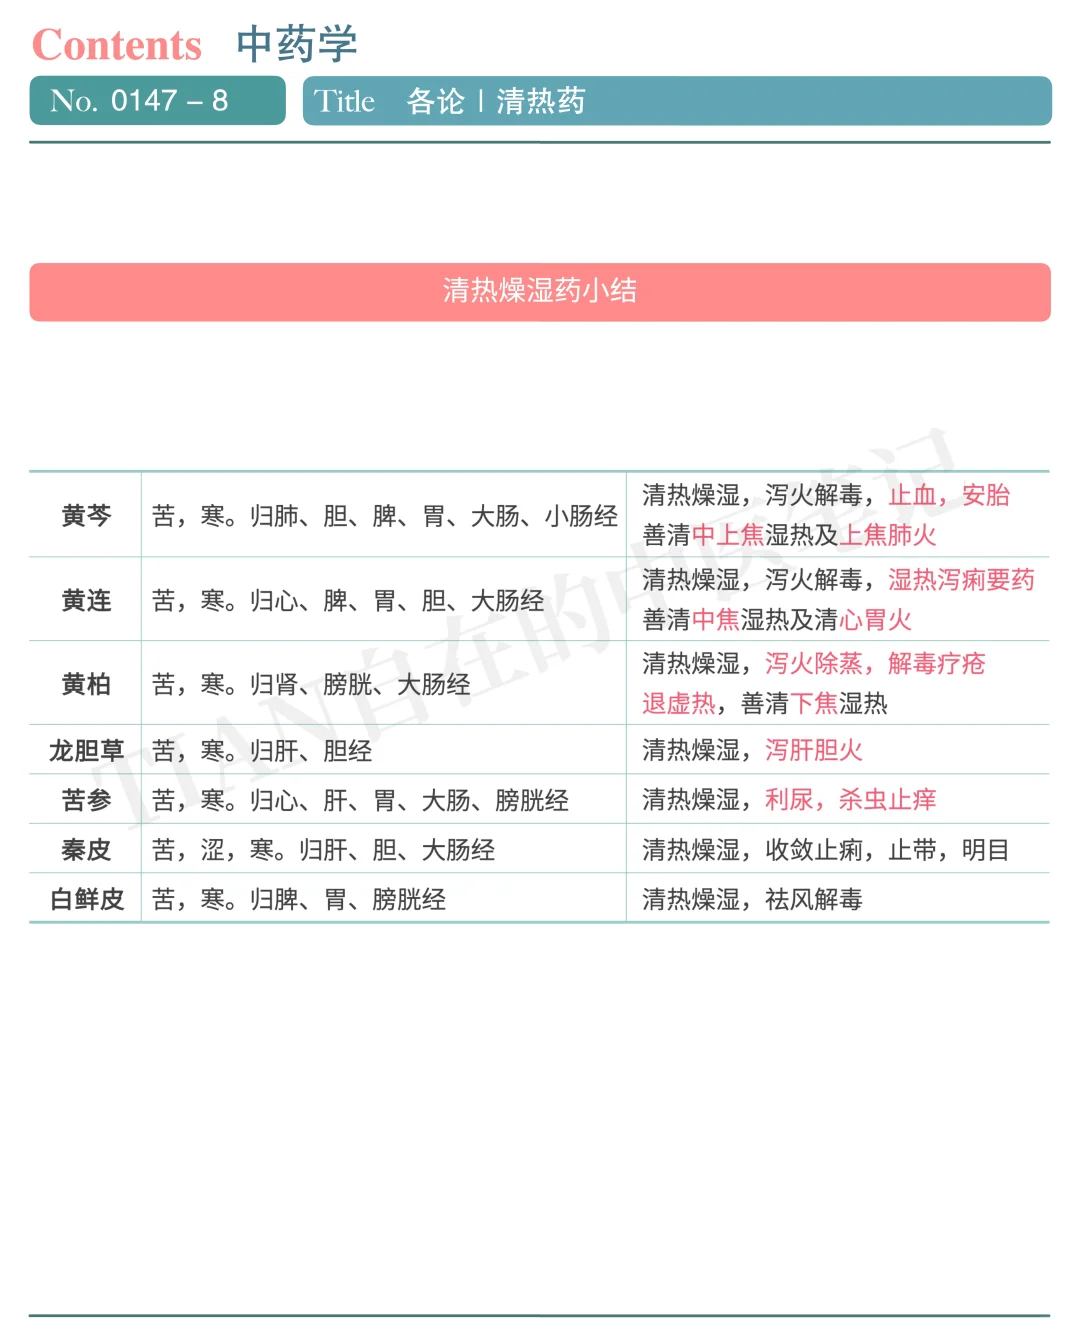 Contents 中药学
No. 0147 – 8
Title 各论 | 清热药
清热燥湿药小结
黄芩 苦，寒。归肺、胆、脾、胃、大肠、小肠经 清热燥湿，泻火解毒，止血，安胎
善清中上焦湿热及上焦肺火
黄连 苦，寒。归心、脾、胃、胆、大肠经 清热燥湿，泻火解毒，湿热泻痢要药
善清中焦湿热及清心胃火
黄柏 苦，寒。归肾、膀胱、大肠经 清热燥湿，泻火除蒸，解毒疗疮
退虚热，善清下焦湿热
龙胆草 苦，寒。归肝、胆经 清热燥湿，泻肝胆火
苦参 苦，寒。归心、肝、胃、大肠、膀胱经 清热燥湿，利尿，杀虫止痒
秦皮 苦，涩，寒。归肝、胆、大肠经 清热燥湿，收敛止痢，止带，明目
白鲜皮 苦，寒。归脾、胃、膀胱经 清热燥湿，祛风解毒
TIAN自在的中医笔记